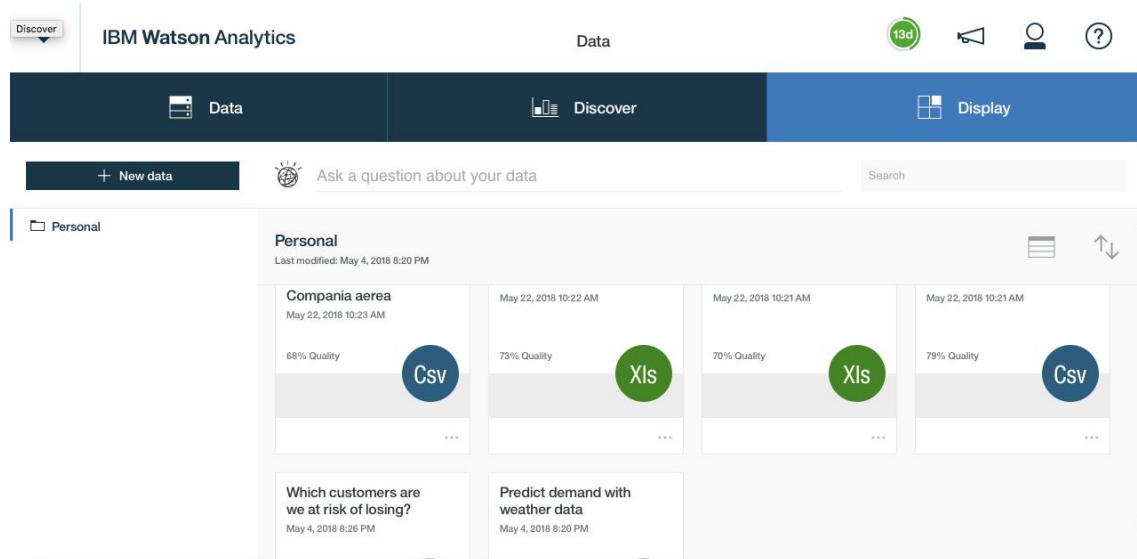 Discover
IBM Watson Analytics
Data
13d
?
Data
Discover
Display
+ New data
Ask a question about your data
Search
Personal
Personal
Last modified: May 4, 2018 8:20 PM
Compania aerea
May 22, 2018 10:23 AM
68% Quality
Csv
...
May 22, 2018 10:22 AM
73% Quality
Xls
...
May 22, 2018 10:21 AM
70% Quality
Xls
...
May 22, 2018 10:21 AM
79% Quality
Csv
...
Which customers are
we at risk of losing?
May 4, 2018 8:26 PM
Predict demand with
weather data
May 4, 2018 8:20 PM